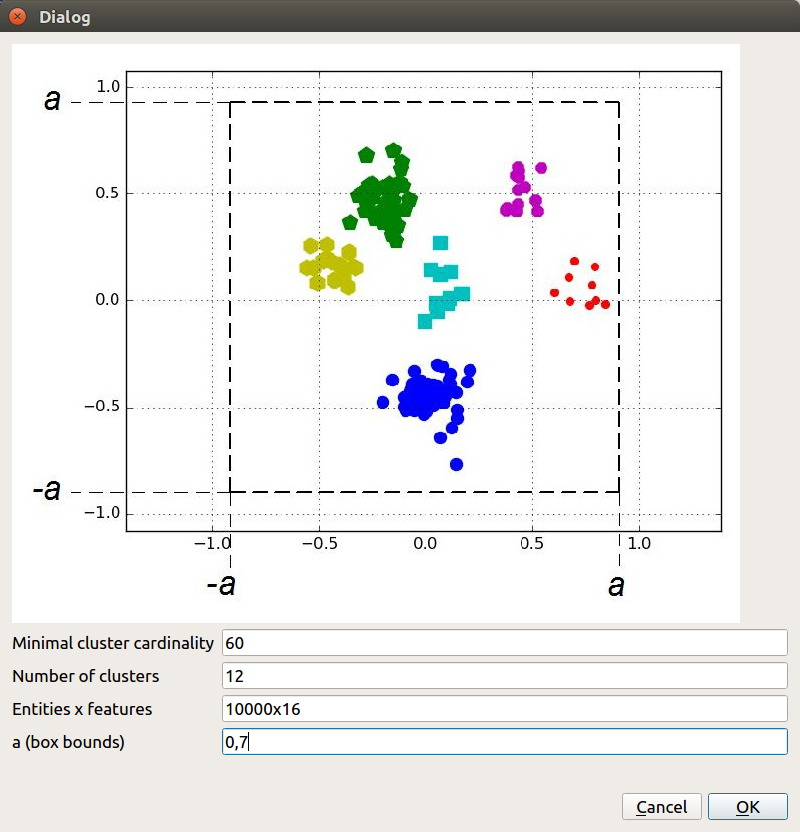 Dialog
1.0
a
0.5
0.0
−0.5
-a
−1.0
−1.0 −0.5 0.0 0.5 1.0
-a a
Minimal cluster cardinality 60
Number of clusters 12
Entities x features 10000x16
a (box bounds) 0,7
Cancel OK